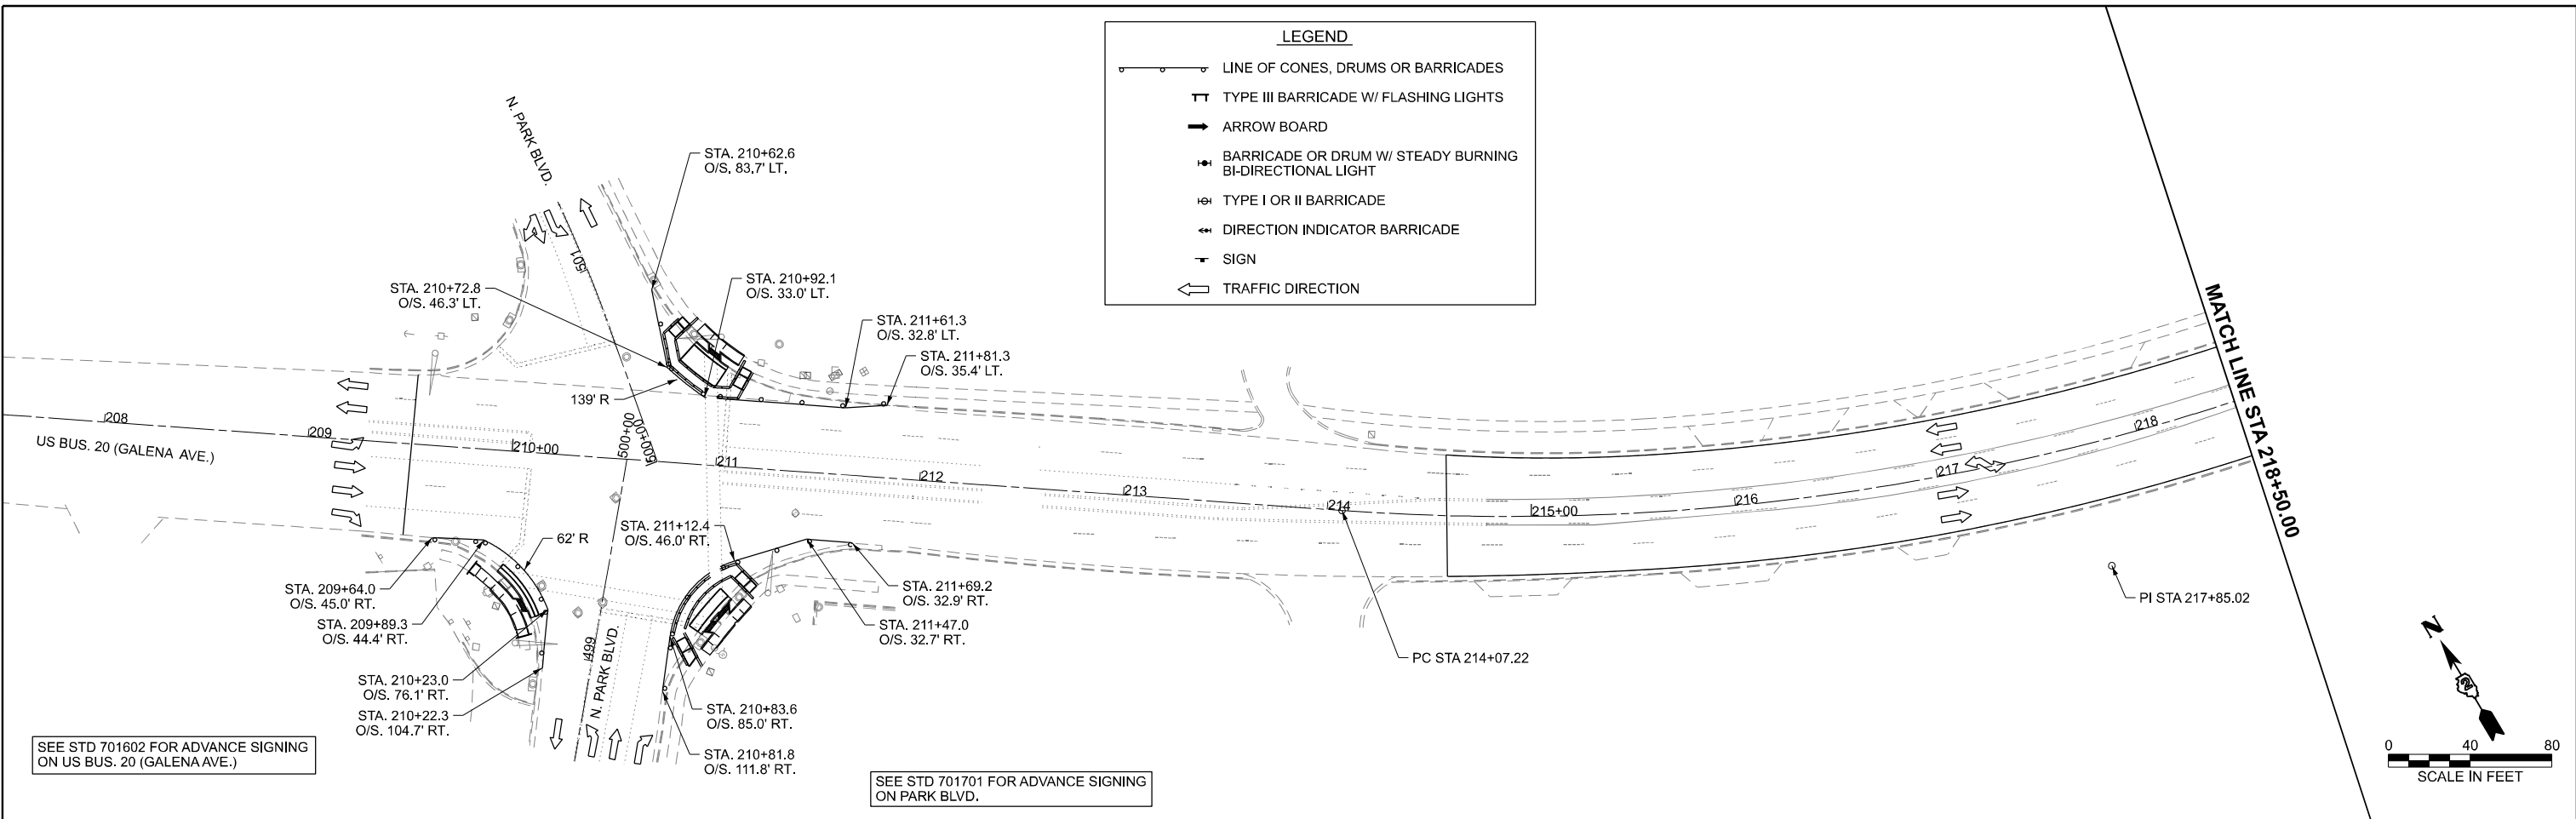 LEGEND
LINE OF CONES, DRUMS OR BARRICADES
TYPE III BARRICADE W/ FLASHING LIGHTS
ARROW BOARD
BARRICADE OR DRUM W/ STEADY BURNING
BI-DIRECTIONAL LIGHT
TYPE I OR II BARRICADE
DIRECTION INDICATOR BARRICADE
SIGN
TRAFFIC DIRECTION
N. PARK BLVD.
501
STA. 210+62.6
O/S. 83.7' LT.
STA. 210+72.8
O/S. 46.3' LT.
STA. 210+92.1
O/S. 33.0' LT.
STA. 211+61.3
O/S. 32.8' LT.
STA. 211+81.3
O/S. 35.4' LT.
139' R
208
209
210+00
500+00
500+00
211
212
213
214
215+00
216
217
218
US BUS. 20 (GALENA AVE.)
MATCH LINE STA 218+50.00
62' R
STA. 209+64.0
O/S. 45.0' RT.
STA. 209+89.3
O/S. 44.4' RT.
STA. 210+23.0
O/S. 76.1' RT.
STA. 210+22.3
O/S. 104.7' RT.
499
N. PARK BLVD.
STA. 211+12.4
O/S. 46.0' RT.
STA. 211+69.2
O/S. 32.9' RT.
STA. 211+47.0
O/S. 32.7' RT.
STA. 210+83.6
O/S. 85.0' RT.
STA. 210+81.8
O/S. 111.8' RT.
PC STA 214+07.22
PI STA 217+85.02
SEE STD 701602 FOR ADVANCE SIGNING
ON US BUS. 20 (GALENA AVE.)
SEE STD 701701 FOR ADVANCE SIGNING
ON PARK BLVD.
N
2
0 40 80
SCALE IN FEET